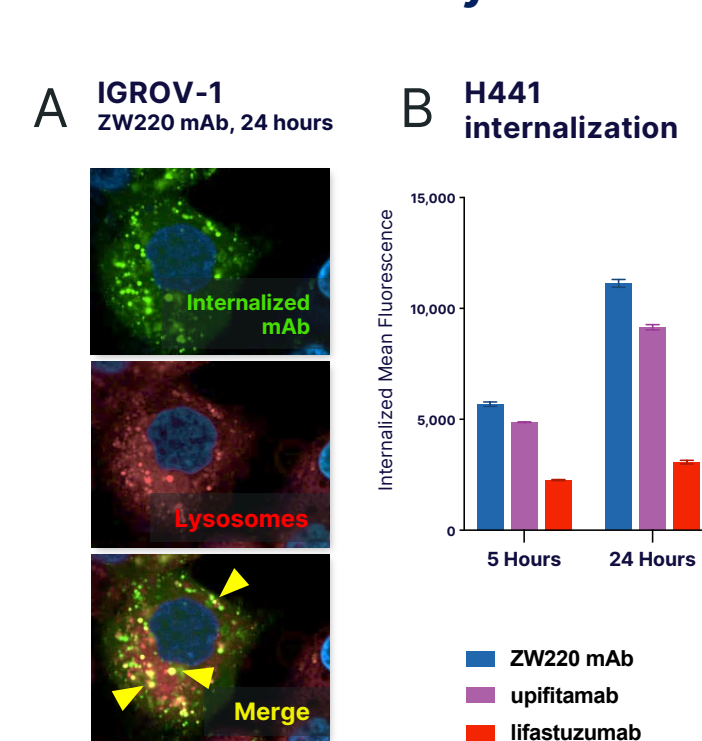 A
IGROV-1
ZW220 mAb, 24 hours
Internalized
mAb
Lysosomes
Merge
B
H441
internalization
Internalized Mean Fluorescence
15,000
10,000
5,000
0
5 Hours
24 Hours
ZW220 mAb
upifitamab
lifastuzumab